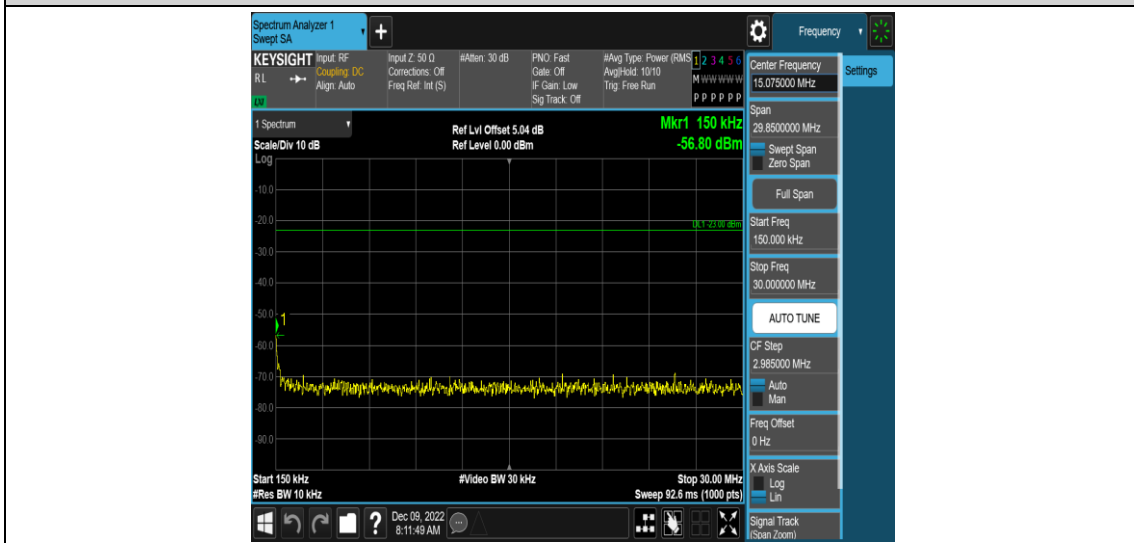 Spectrum Analyzer 1
Swept SA
+
Frequency
KEYSIGHT
RL
LXI
Input: RF
Coupling: DC
Align: Auto
Input Z: 50 Ω
Corrections: Off
Freq Ref: Int (S)
#Atten: 30 dB
PNO: Fast
Gate: Off
IF Gain: Low
Sig Track: Off
#Avg Type: Power (RMS
Avg|Hold: 10/10
Trig: Free Run
1 2 3 4 5 6
M W W W W W
P P P P P P
1 Spectrum
Scale/Div 10 dB
Ref Lvl Offset 5.04 dB
Ref Level 0.00 dBm
Mkr1 150 kHz
-56.80 dBm
Log
-10.0
-20.0
DL1 -23.00 dBm
-30.0
-40.0
-50.0
1
-60.0
-70.0
-80.0
-90.0
Start 150 kHz
#Video BW 30 kHz
Stop 30.00 MHz
#Res BW 10 kHz
Sweep 92.6 ms (1000 pts)
?
Dec 09, 2022
8:11:49 AM
Center Frequency
15.075000 MHz
Settings
Span
29.8500000 MHz
Swept Span
Zero Span
Full Span
Start Freq
150.000 kHz
Stop Freq
30.000000 MHz
AUTO TUNE
CF Step
2.985000 MHz
Auto
Man
Freq Offset
0 Hz
X Axis Scale
Log
Lin
Signal Track
(Span Zoom)